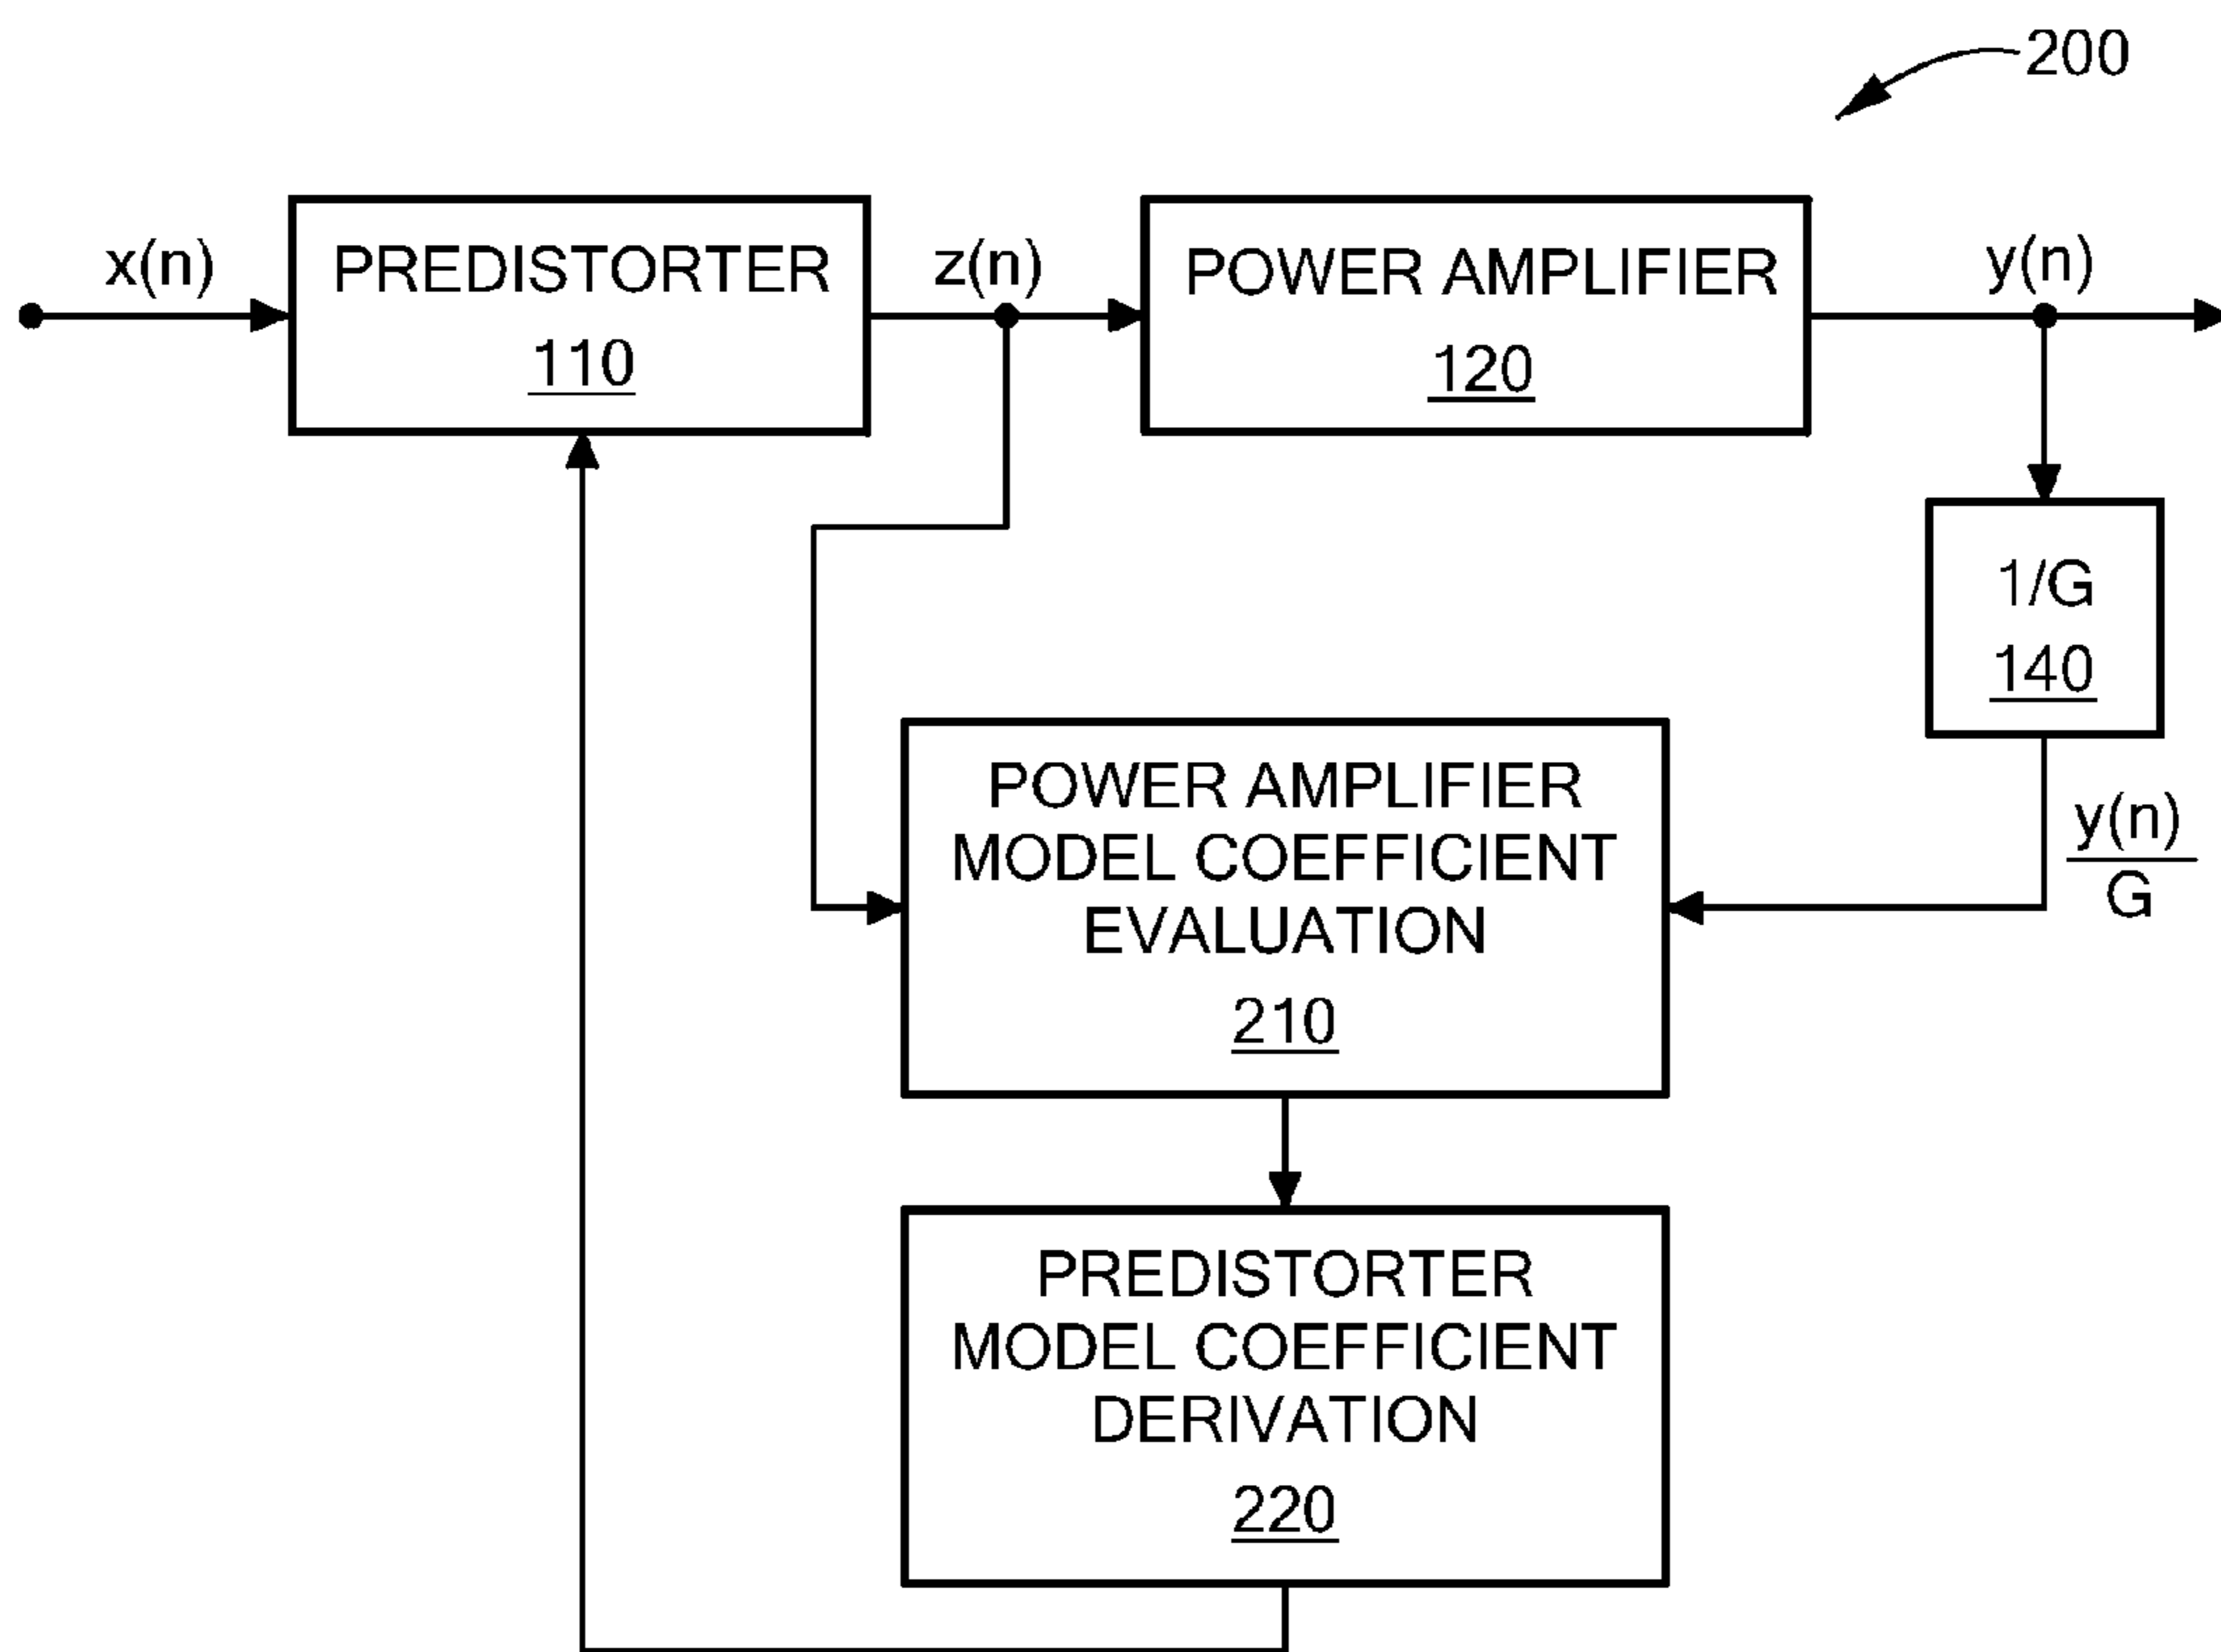 200
x(n)
PREDISTORTER
110
z(n)
POWER AMPLIFIER
120
y(n)
1/G
140
y(n)
G
POWER AMPLIFIER
MODEL COEFFICIENT
EVALUATION
210
PREDISTORTER
MODEL COEFFICIENT
DERIVATION
220